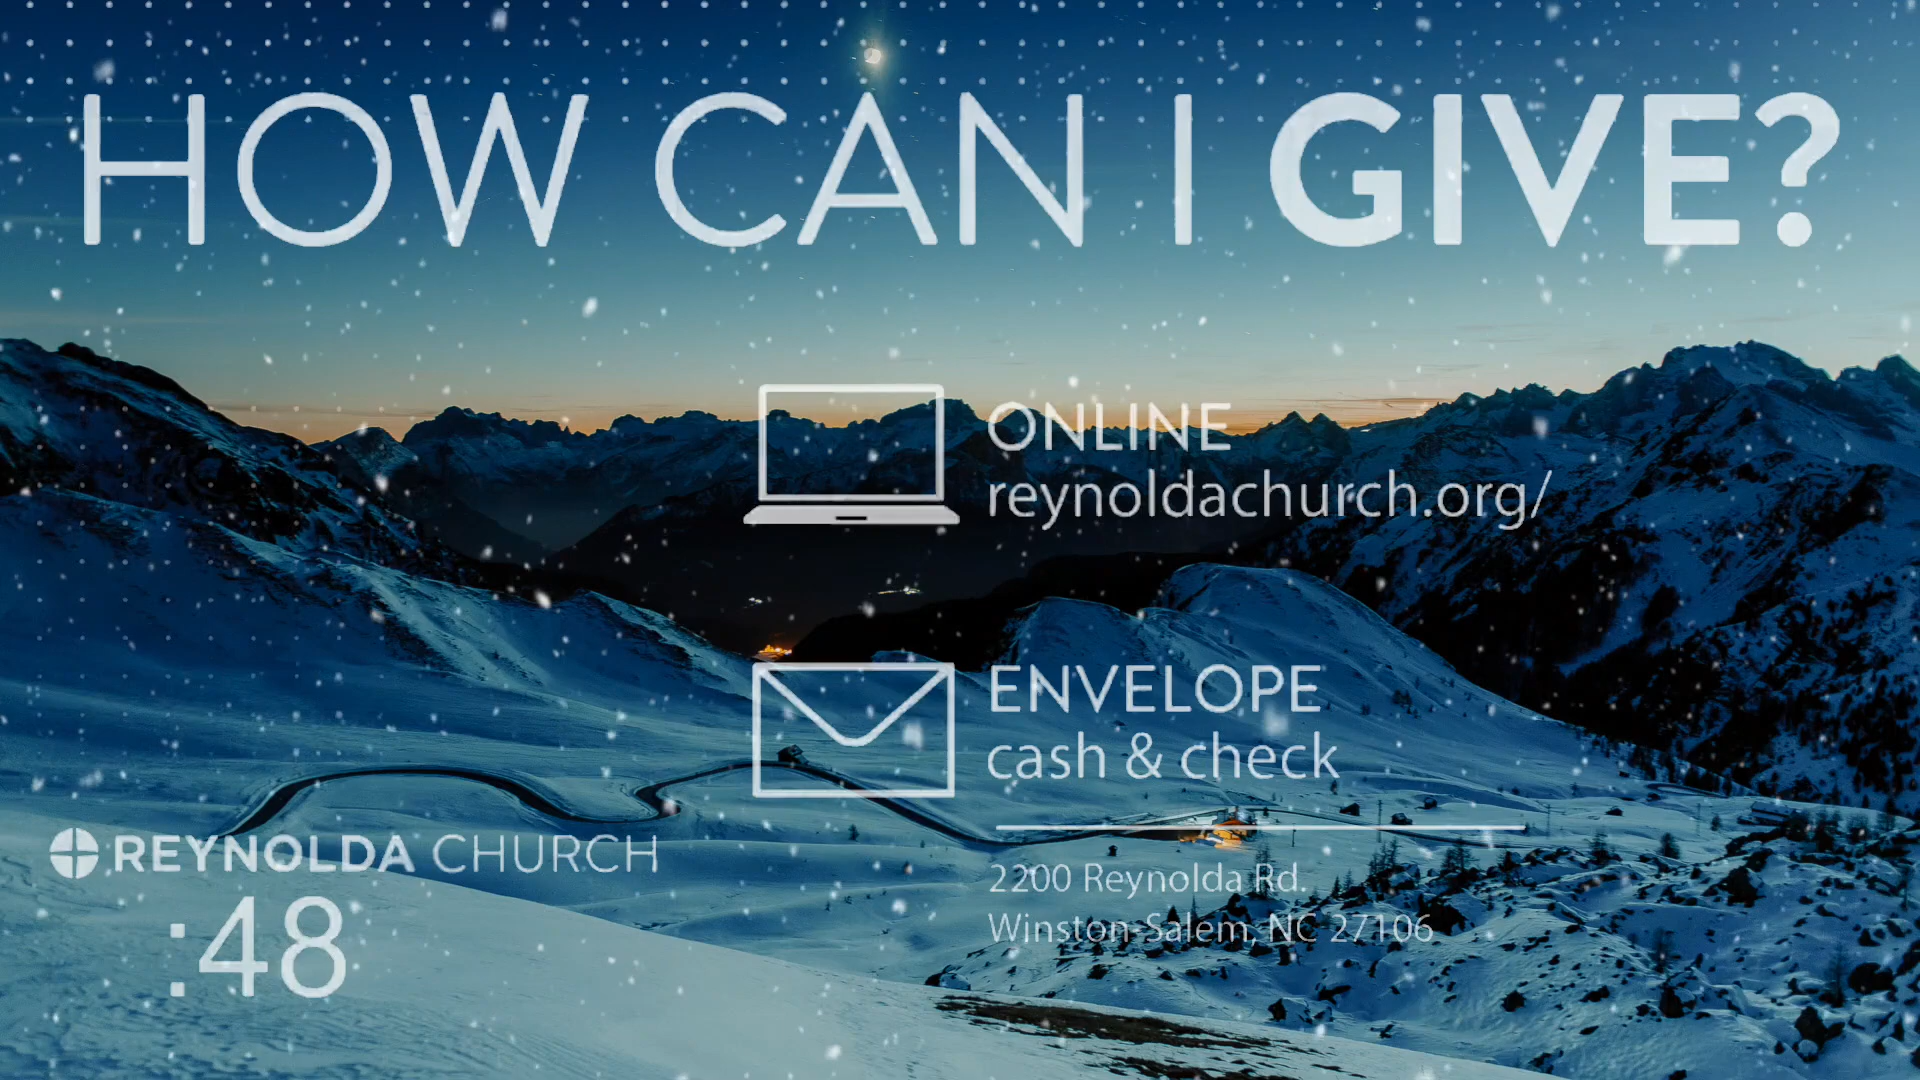 HOW CAN I GIVE?
ONLINE
reynoldachurch.org/
ENVELOPE
cash & check
REYNOLDA CHURCH
:48
2200 Reynolda Rd.
Winston-Salem, NC 27106